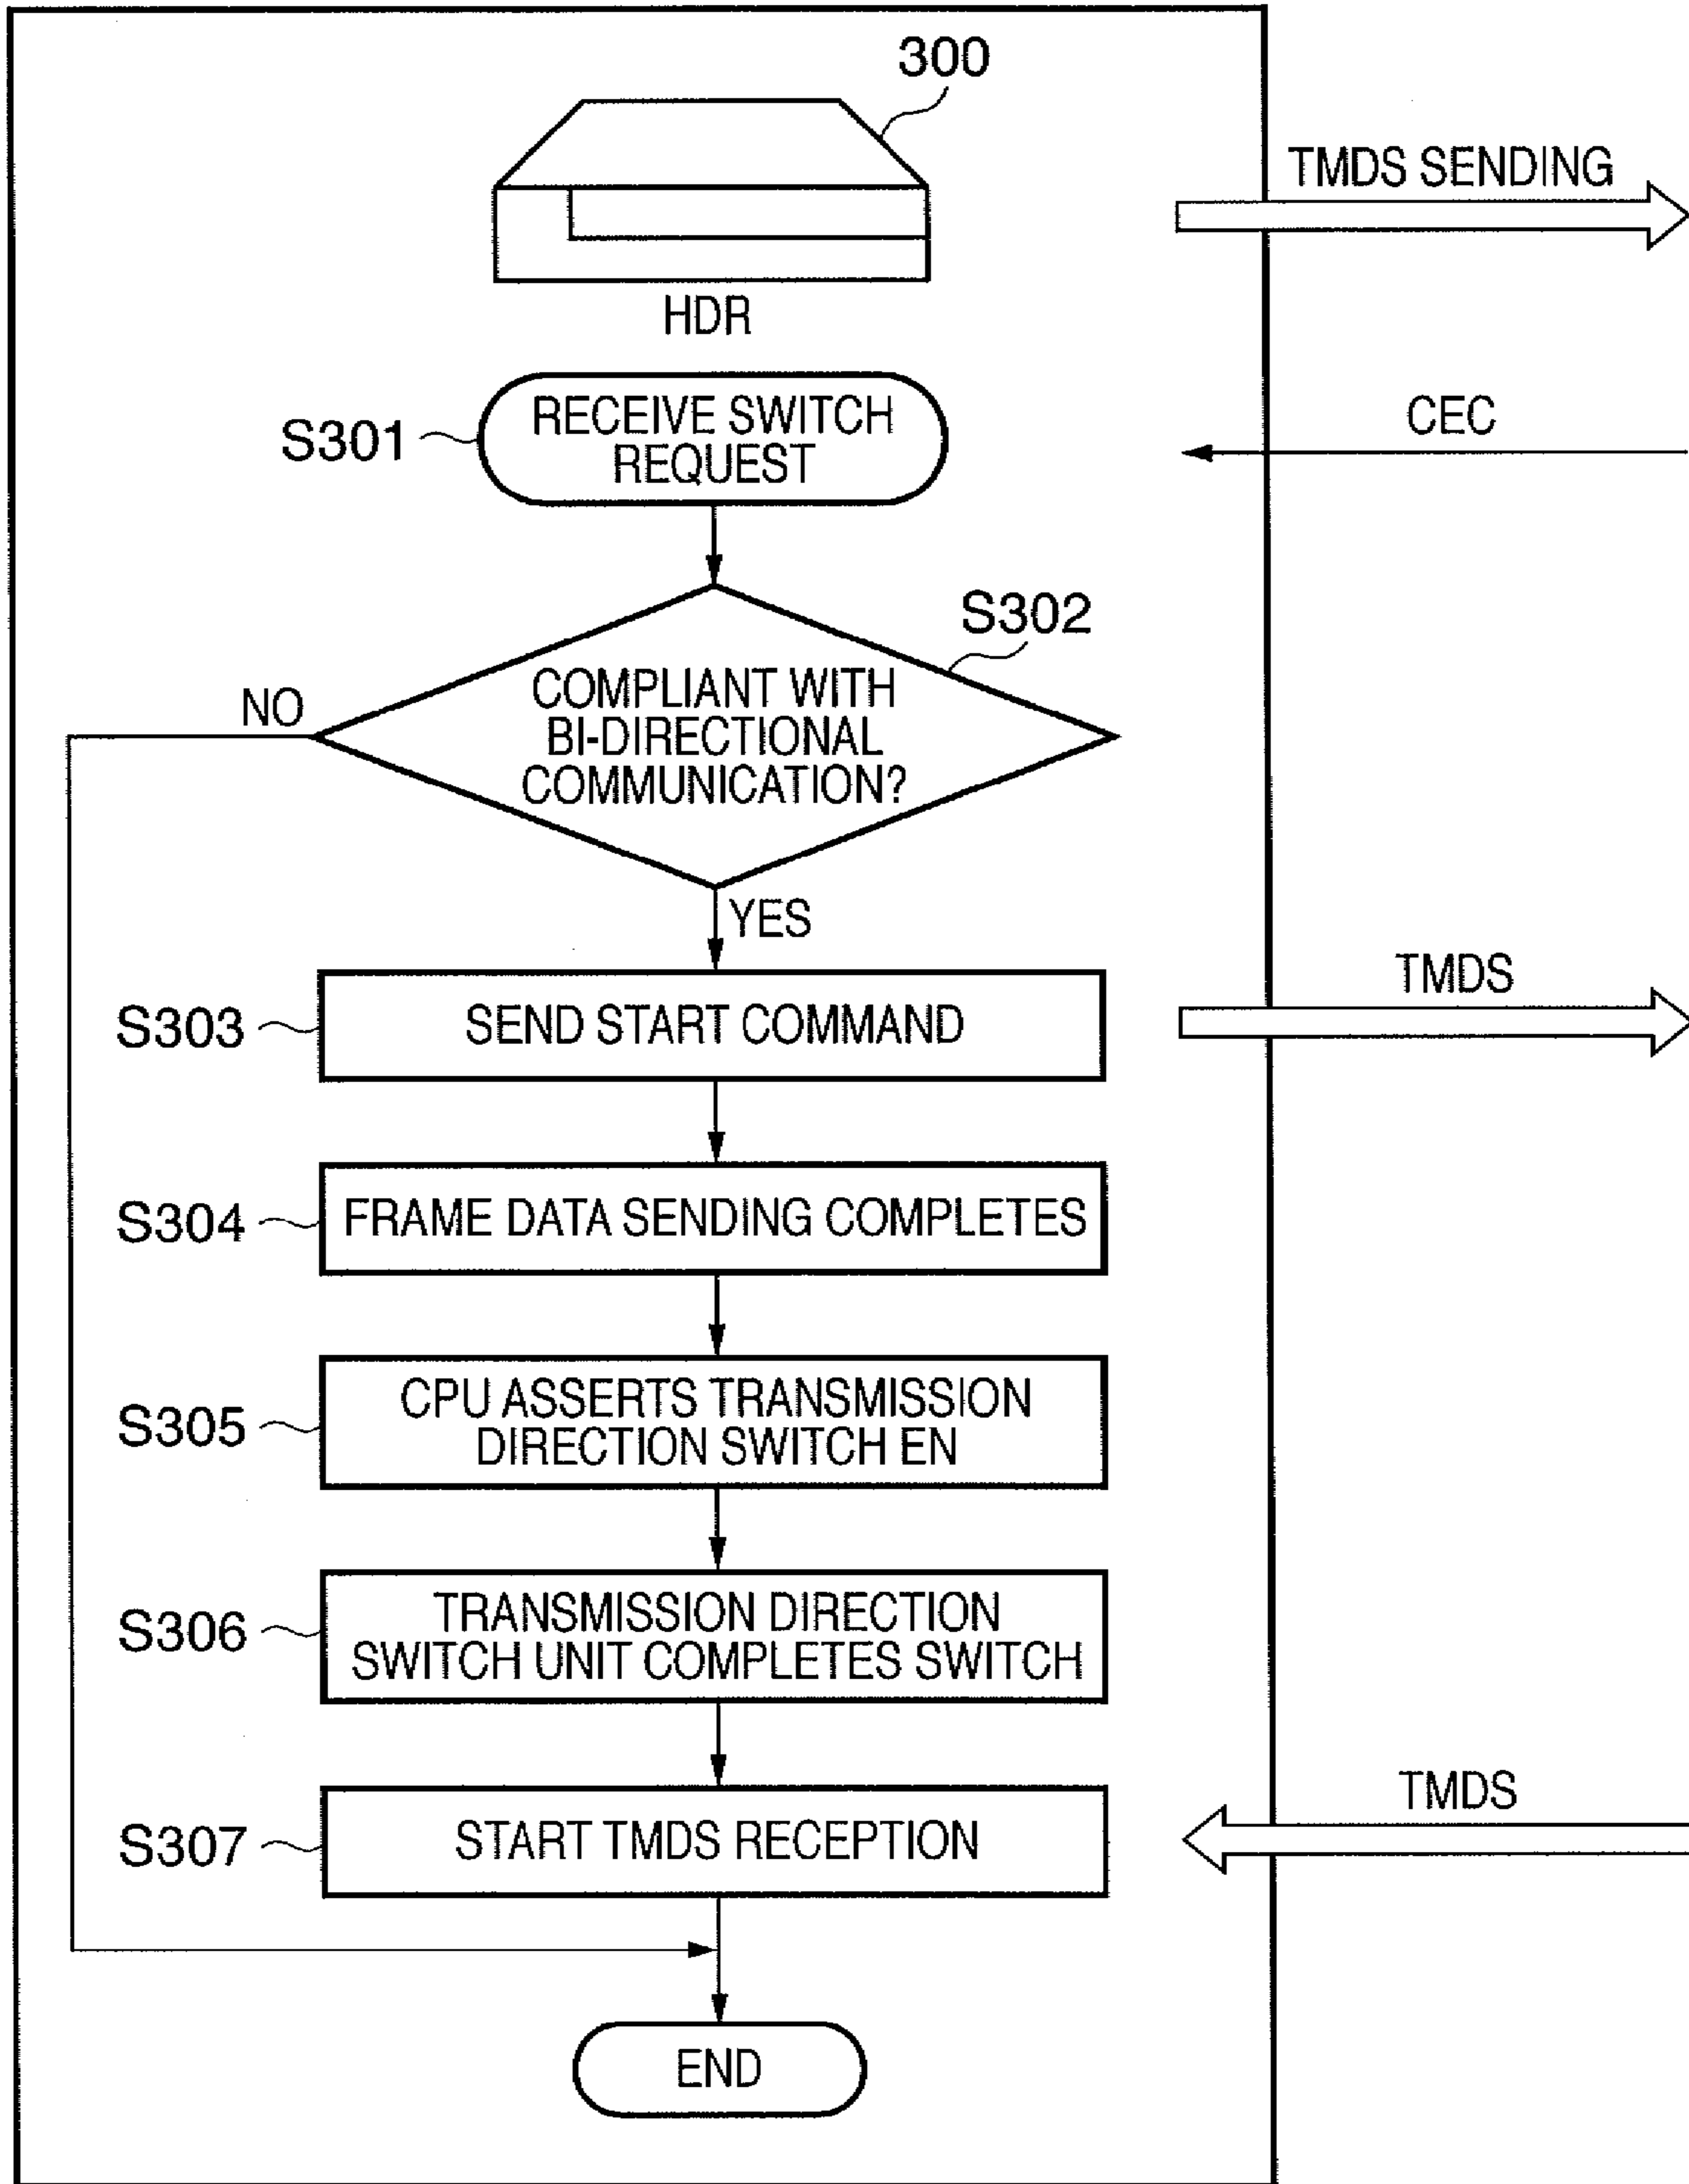 300
TMDS SENDING
HDR
S301
RECEIVE SWITCH
REQUEST
CEC
S302
COMPLIANT WITH
BI-DIRECTIONAL
COMMUNICATION?
NO
YES
S303
SEND START COMMAND
TMDS
S304
FRAME DATA SENDING COMPLETES
S305
CPU ASSERTS TRANSMISSION
DIRECTION SWITCH EN
S306
TRANSMISSION DIRECTION
SWITCH UNIT COMPLETES SWITCH
S307
START TMDS RECEPTION
TMDS
END